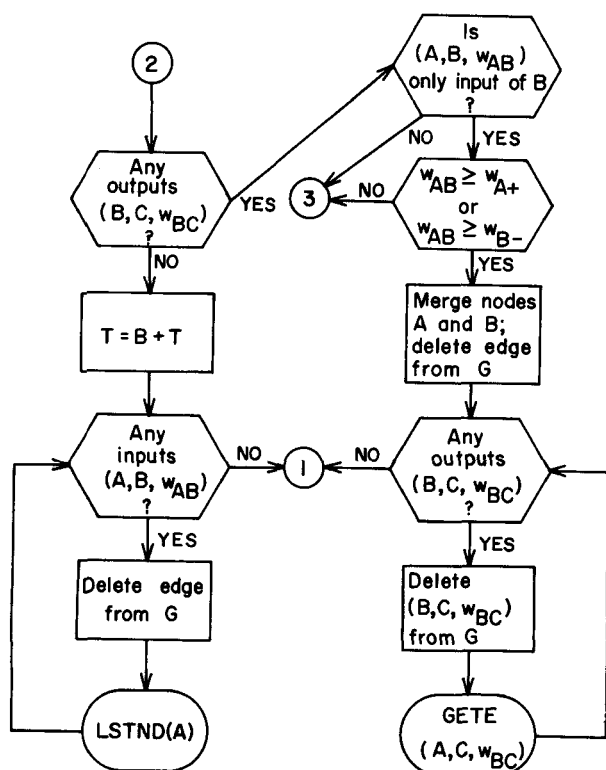 2
Any
outputs
(B, C, w_BC)
?
YES
NO
T = B + T
Any
inputs
(A, B, w_AB)
?
NO
YES
Delete edge
from G
LSTND(A)
Is
(A, B, w_AB)
only input of B
?
NO
YES
3
NO
w_AB ≥ w_A+
or
w_AB ≥ w_B-
YES
Merge nodes
A and B;
delete edge
from G
1
NO
Any
outputs
(B, C, w_BC)
?
YES
Delete
(B, C, w_BC)
from G
GETE
(A, C, w_BC)